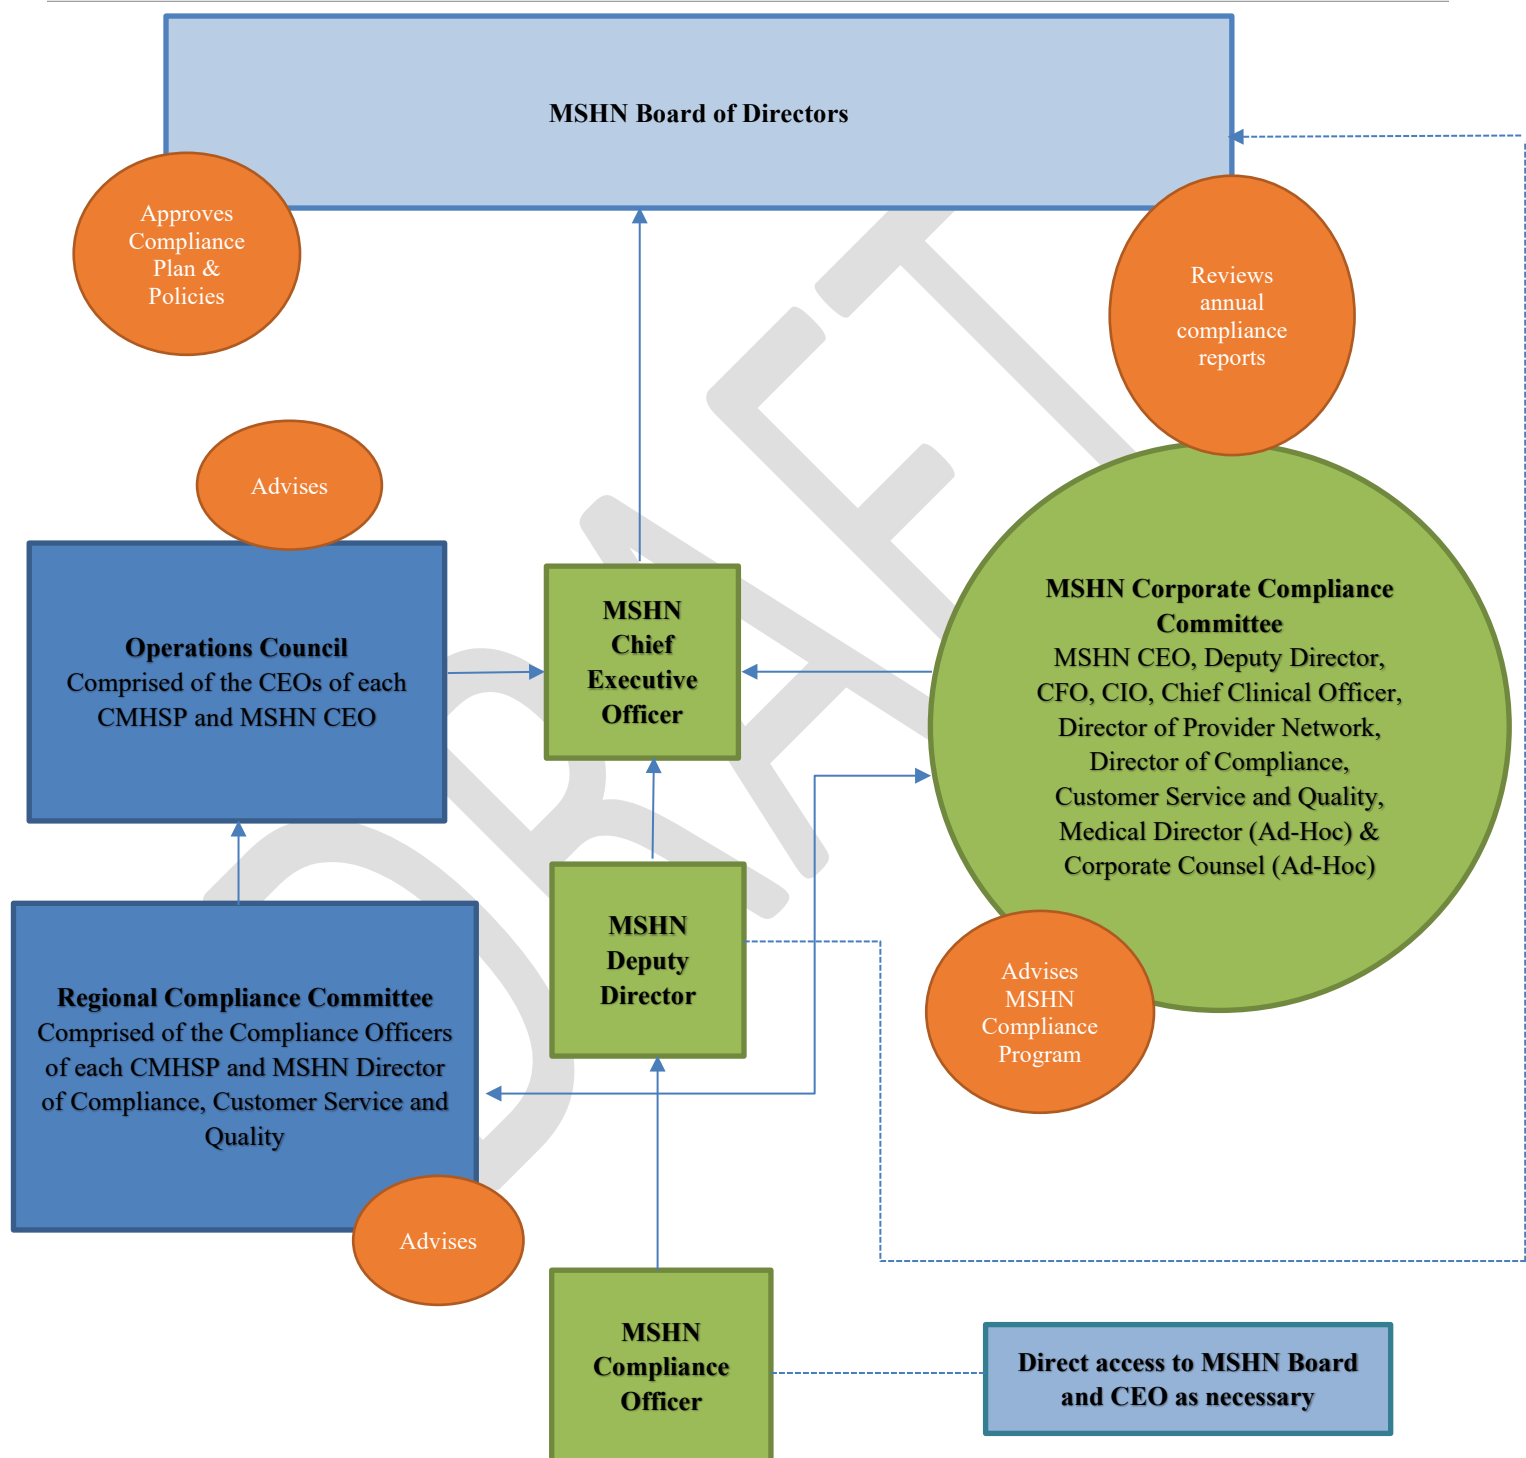 MSHN Board of Directors
Approves
Compliance
Plan &
Policies
Reviews
annual
compliance
reports
Advises
Operations Council
Comprised of the CEOs of each
CMHSP and MSHN CEO
MSHN
Chief
Executive
Officer
MSHN Corporate Compliance
Committee
MSHN CEO, Deputy Director,
CFO, CIO, Chief Clinical Officer,
Director of Provider Network,
Director of Compliance,
Customer Service and Quality,
Medical Director (Ad-Hoc) &
Corporate Counsel (Ad-Hoc)
Regional Compliance Committee
Comprised of the Compliance Officers
of each CMHSP and MSHN Director
of Compliance, Customer Service and
Quality
MSHN
Deputy
Director
Advises
MSHN
Compliance
Program
Advises
MSHN
Compliance
Officer
Direct access to MSHN Board
and CEO as necessary
DRAFT